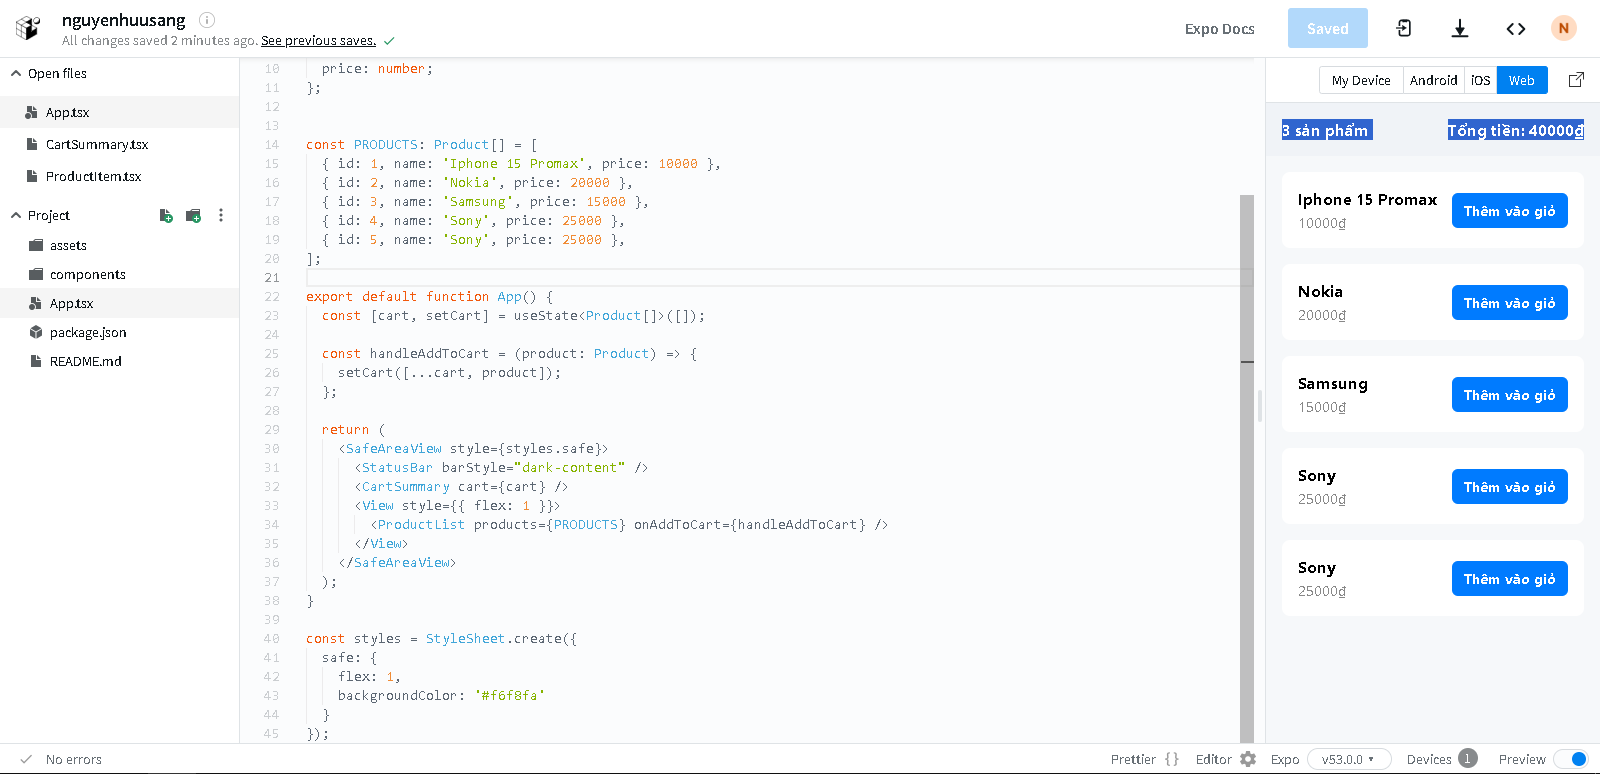 nguyenhuusang
All changes saved 2 minutes ago. See previous saves.
Expo Docs
Saved
N
Open files
App.tsx
CartSummary.tsx
ProductItem.tsx
Project
assets
components
App.tsx
package.json
README.md
10 price: number;
11 };
12
13
14 const PRODUCTS: Product[] = [
15 { id: 1, name: 'Iphone 15 Promax', price: 10000 },
16 { id: 2, name: 'Nokia', price: 20000 },
17 { id: 3, name: 'Samsung', price: 15000 },
18 { id: 4, name: 'Sony', price: 25000 },
19 { id: 5, name: 'Sony', price: 25000 },
20 ];
21
22 export default function App() {
23 const [cart, setCart] = useState<Product[]>([]);
24
25 const handleAddToCart = (product: Product) => {
26 setCart([...cart, product]);
27 };
28
29 return (
30 <SafeAreaView style={styles.safe}>
31 <StatusBar barStyle="dark-content" />
32 <CartSummary cart={cart} />
33 <View style={{ flex: 1 }}>
34 <ProductList products={PRODUCTS} onAddToCart={handleAddToCart} />
35 </View>
36 </SafeAreaView>
37 );
38 }
39
40 const styles = StyleSheet.create({
41 safe: {
42 flex: 1,
43 backgroundColor: '#f6f8fa'
44 }
45 });
My Device Android iOS Web
3 sản phẩm Tổng tiền: 40000₫
Iphone 15 Promax
10000₫
Thêm vào giỏ
Nokia
20000₫
Thêm vào giỏ
Samsung
15000₫
Thêm vào giỏ
Sony
25000₫
Thêm vào giỏ
Sony
25000₫
Thêm vào giỏ
No errors
Prettier {} Editor Expo v53.0.0 Devices 1 Preview